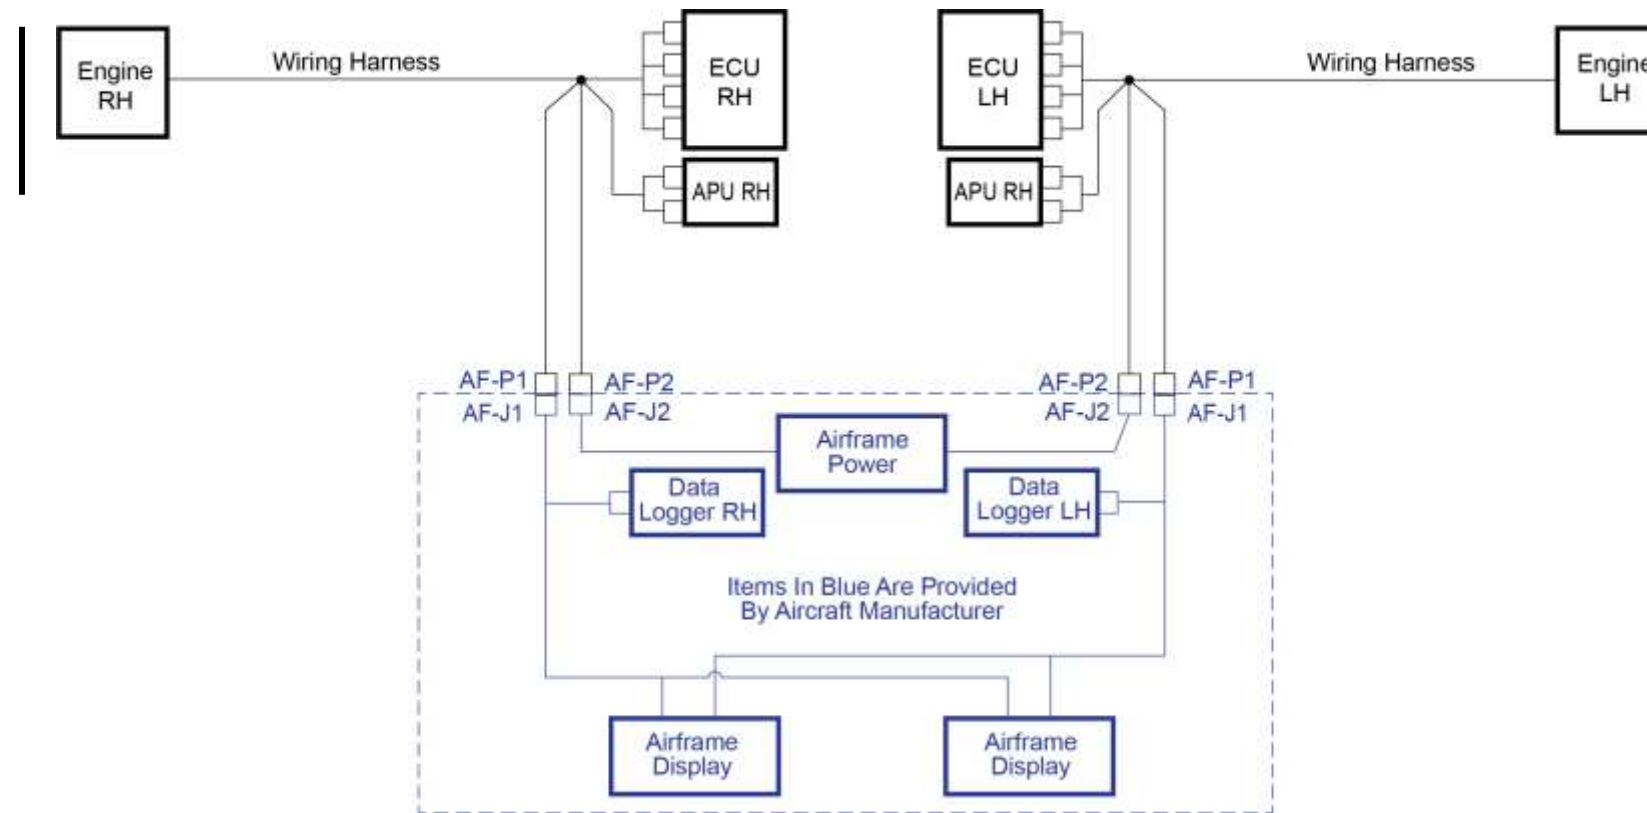 Engine
RH
Wiring Harness
ECU
RH
APU RH
ECU
LH
APU RH
Wiring Harness
Engine
LH
AF-P1
AF-J1
AF-P2
AF-J2
AF-P2
AF-J2
AF-P1
AF-J1
Airframe
Power
Data
Logger RH
Data
Logger LH
Items In Blue Are Provided
By Aircraft Manufacturer
Airframe
Display
Airframe
Display